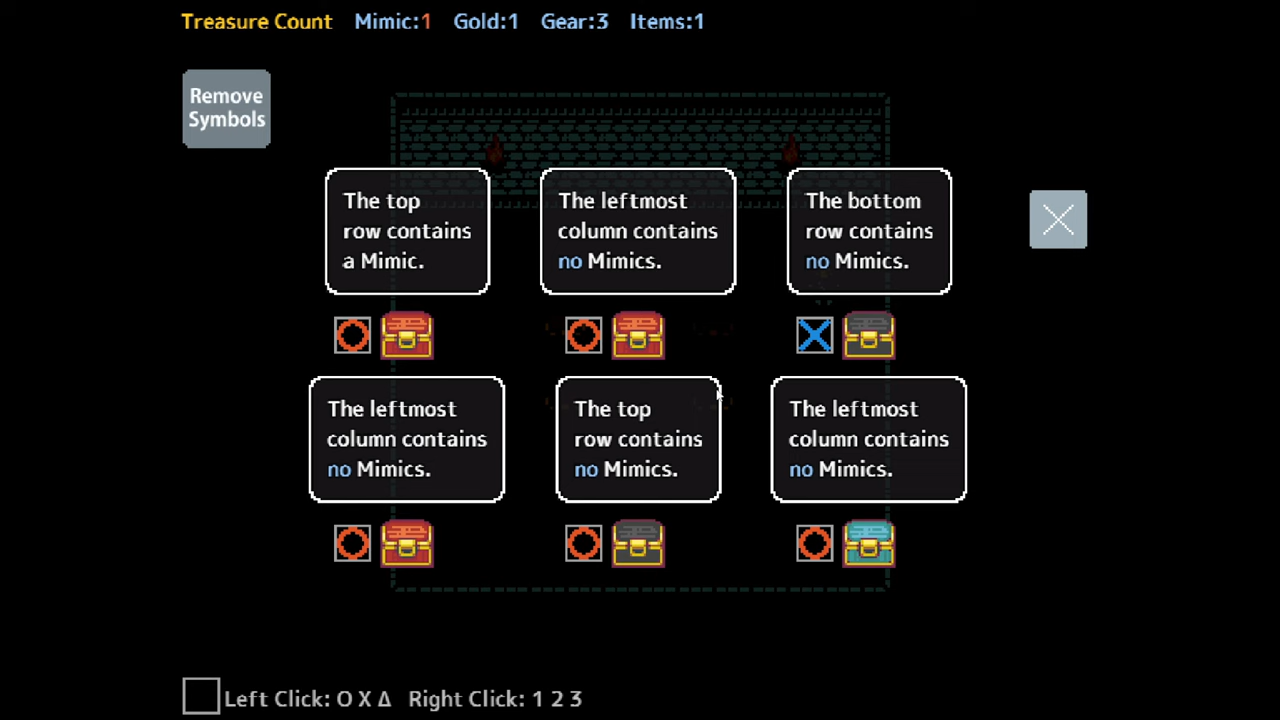 Treasure Count Mimic:1 Gold:1 Gear:3 Items:1
Remove
Symbols
The top
row contains
a Mimic.
The leftmost
column contains
no Mimics.
The bottom
row contains
no Mimics.
The leftmost
column contains
no Mimics.
The top
row contains
no Mimics.
The leftmost
column contains
no Mimics.
Left Click: O X Δ Right Click: 1 2 3